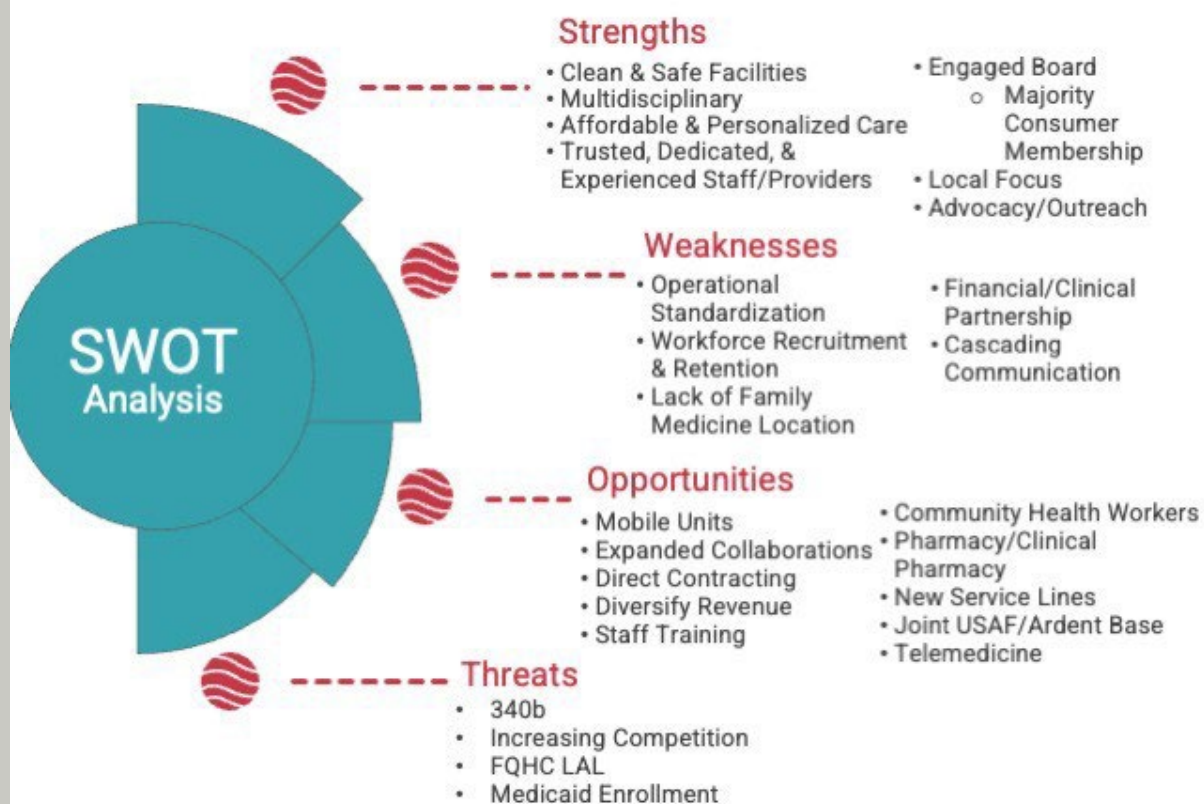 SWOT
Analysis
Strengths
• Clean & Safe Facilities
• Multidisciplinary
• Affordable & Personalized Care
• Trusted, Dedicated, &
Experienced Staff/Providers
• Engaged Board
o Majority
Consumer
Membership
• Local Focus
• Advocacy/Outreach
Weaknesses
• Operational
Standardization
• Workforce Recruitment
& Retention
• Lack of Family
Medicine Location
• Financial/Clinical
Partnership
• Cascading
Communication
Opportunities
• Mobile Units
• Expanded Collaborations
• Direct Contracting
• Diversify Revenue
• Staff Training
• Community Health Workers
• Pharmacy/Clinical
Pharmacy
• New Service Lines
• Joint USAF/Ardent Base
• Telemedicine
Threats
• 340b
• Increasing Competition
• FQHC LAL
• Medicaid Enrollment